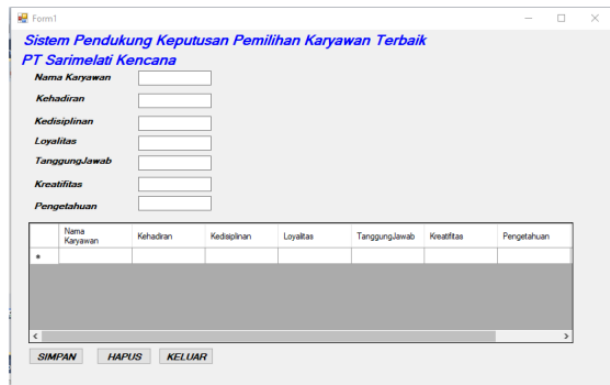 Form1
Sistem Pendukung Keputusan Pemilihan Karyawan Terbaik
PT Sarimelati Kencana
Nama Karyawan
Kehadiran
Kedisiplinan
Loyalitas
TanggungJawab
Kreatifitas
Pengetahuan
Nama Karyawan Kehadiran Kedisiplinan Loyalitas TanggungJawab Kreatifitas Pengetahuan
SIMPAN HAPUS KELUAR